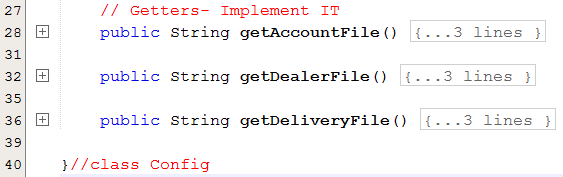 27 // Getters- Implement IT
28 public String getAccountFile() {...3 lines }
31
32 public String getDealerFile() {...3 lines }
35
36 public String getDeliveryFile() {...3 lines }
39
40 }//class Config